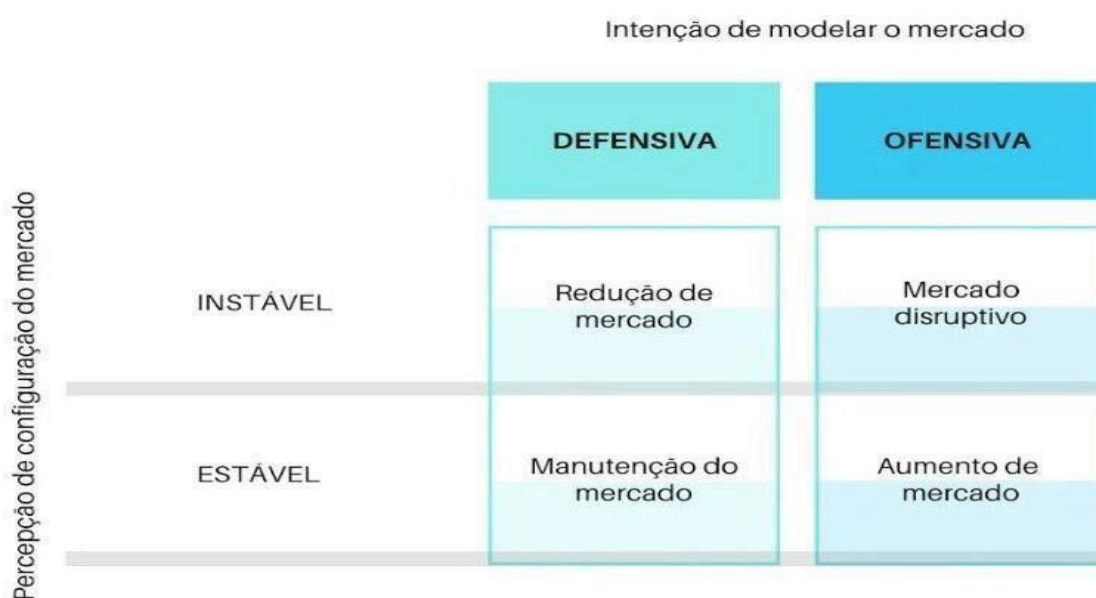 Intenção de modelar o mercado
DEFENSIVA
OFENSIVA
Percepção de configuração do mercado
INSTÁVEL
Redução de
mercado
Mercado
disruptivo
ESTÁVEL
Manutenção do
mercado
Aumento de
mercado